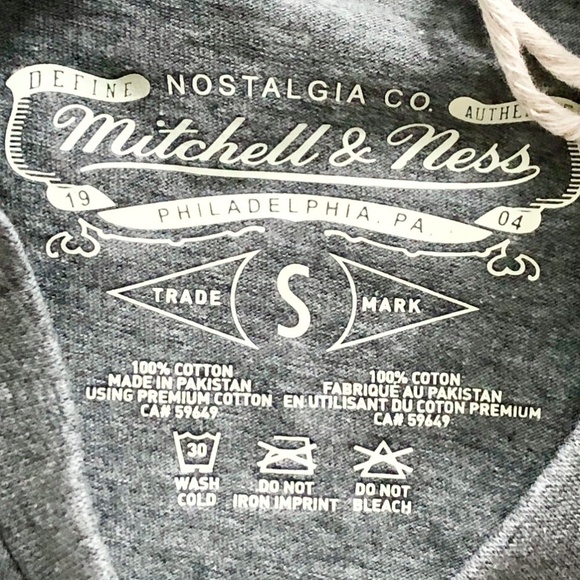 DEFINE
NOSTALGIA CO.
Mitchell & Ness
19
PHILADELPHIA. PA.
04
TRADE
S
MARK
100% COTTON
MADE IN PAKISTAN
USING PREMIUM COTTON
CA# 59649
100% COTON
FABRIQUE AU PAKISTAN
EN UTILISANT DU COTON PREMIUM
CA# 59649
30
WASH
COLD
DO NOT
IRON IMPRINT
DO NOT
BLEACH